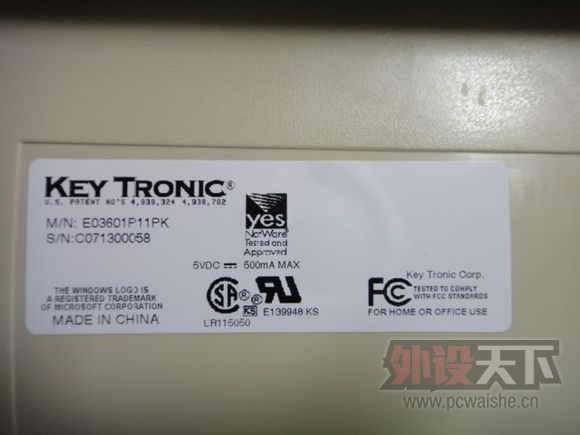 KEY TRONIC®
U.S. PATENT NO'S 4,939,324 4,938,702
M/N: E03601P11PK
S/N:C071300058
yes
NetWare
Tested and
Approved
5VDC ⎓ 500mA MAX
THE WINDOWS LOGO IS
A REGISTERED TRADEMARK
OF MICROSOFT CORPORATION
MADE IN CHINA
SA ® ® RU
KS E139948 KS
LR115050
Key Tronic Corp.
FC TESTED TO COMPLY
WITH FCC STANDARDS
FOR HOME OR OFFICE USE
外设天下
www.pcwaishe.cn